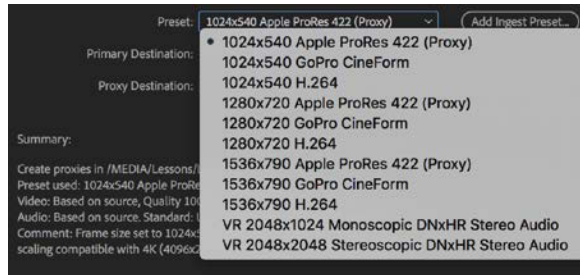 Preset: 1024x540 Apple ProRes 422 (Proxy) Add Ingest Preset...
• 1024x540 Apple ProRes 422 (Proxy)
Primary Destination:
1024x540 GoPro CineForm
1024x540 H.264
Proxy Destination:
1280x720 Apple ProRes 422 (Proxy)
1280x720 GoPro CineForm
1280x720 H.264
Summary:
1536x790 Apple ProRes 422 (Proxy)
Create proxies in /MEDIA/Lessons/
1536x790 GoPro CineForm
Preset used: 1024x540 Apple ProRe
1536x790 H.264
Video: Based on source, Quality 100
Audio: Based on source. Standard:
VR 2048x1024 Monoscopic DNxHR Stereo Audio
Comment: Frame size set to 1024x5
VR 2048x2048 Stereoscopic DNxHR Stereo Audio
scaling compatible with 4K (4096x2